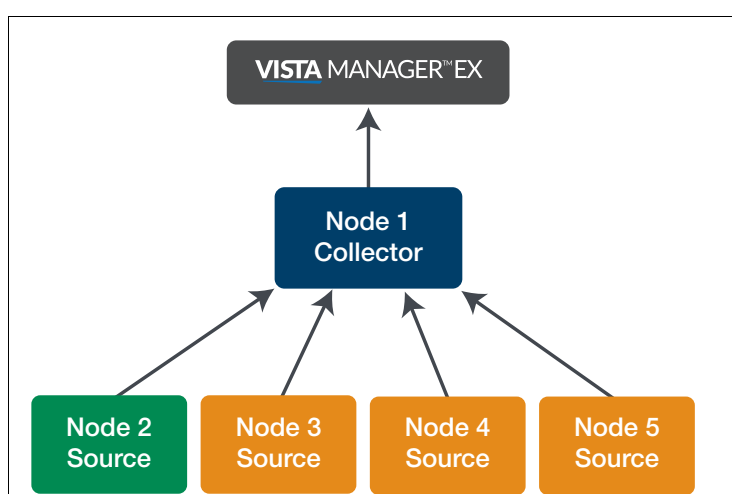 VISTA MANAGER™ EX
Node 1
Collector
Node 2
Source
Node 3
Source
Node 4
Source
Node 5
Source